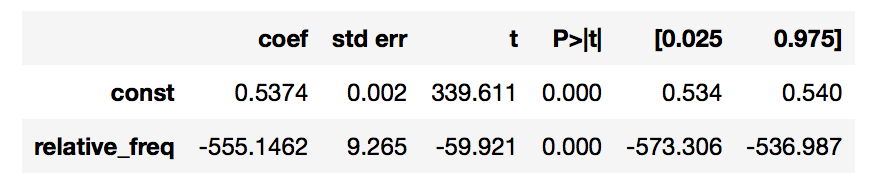 coef std err t P>|t| [0.025 0.975]
const 0.5374 0.002 339.611 0.000 0.534 0.540
relative_freq -555.1462 9.265 -59.921 0.000 -573.306 -536.987